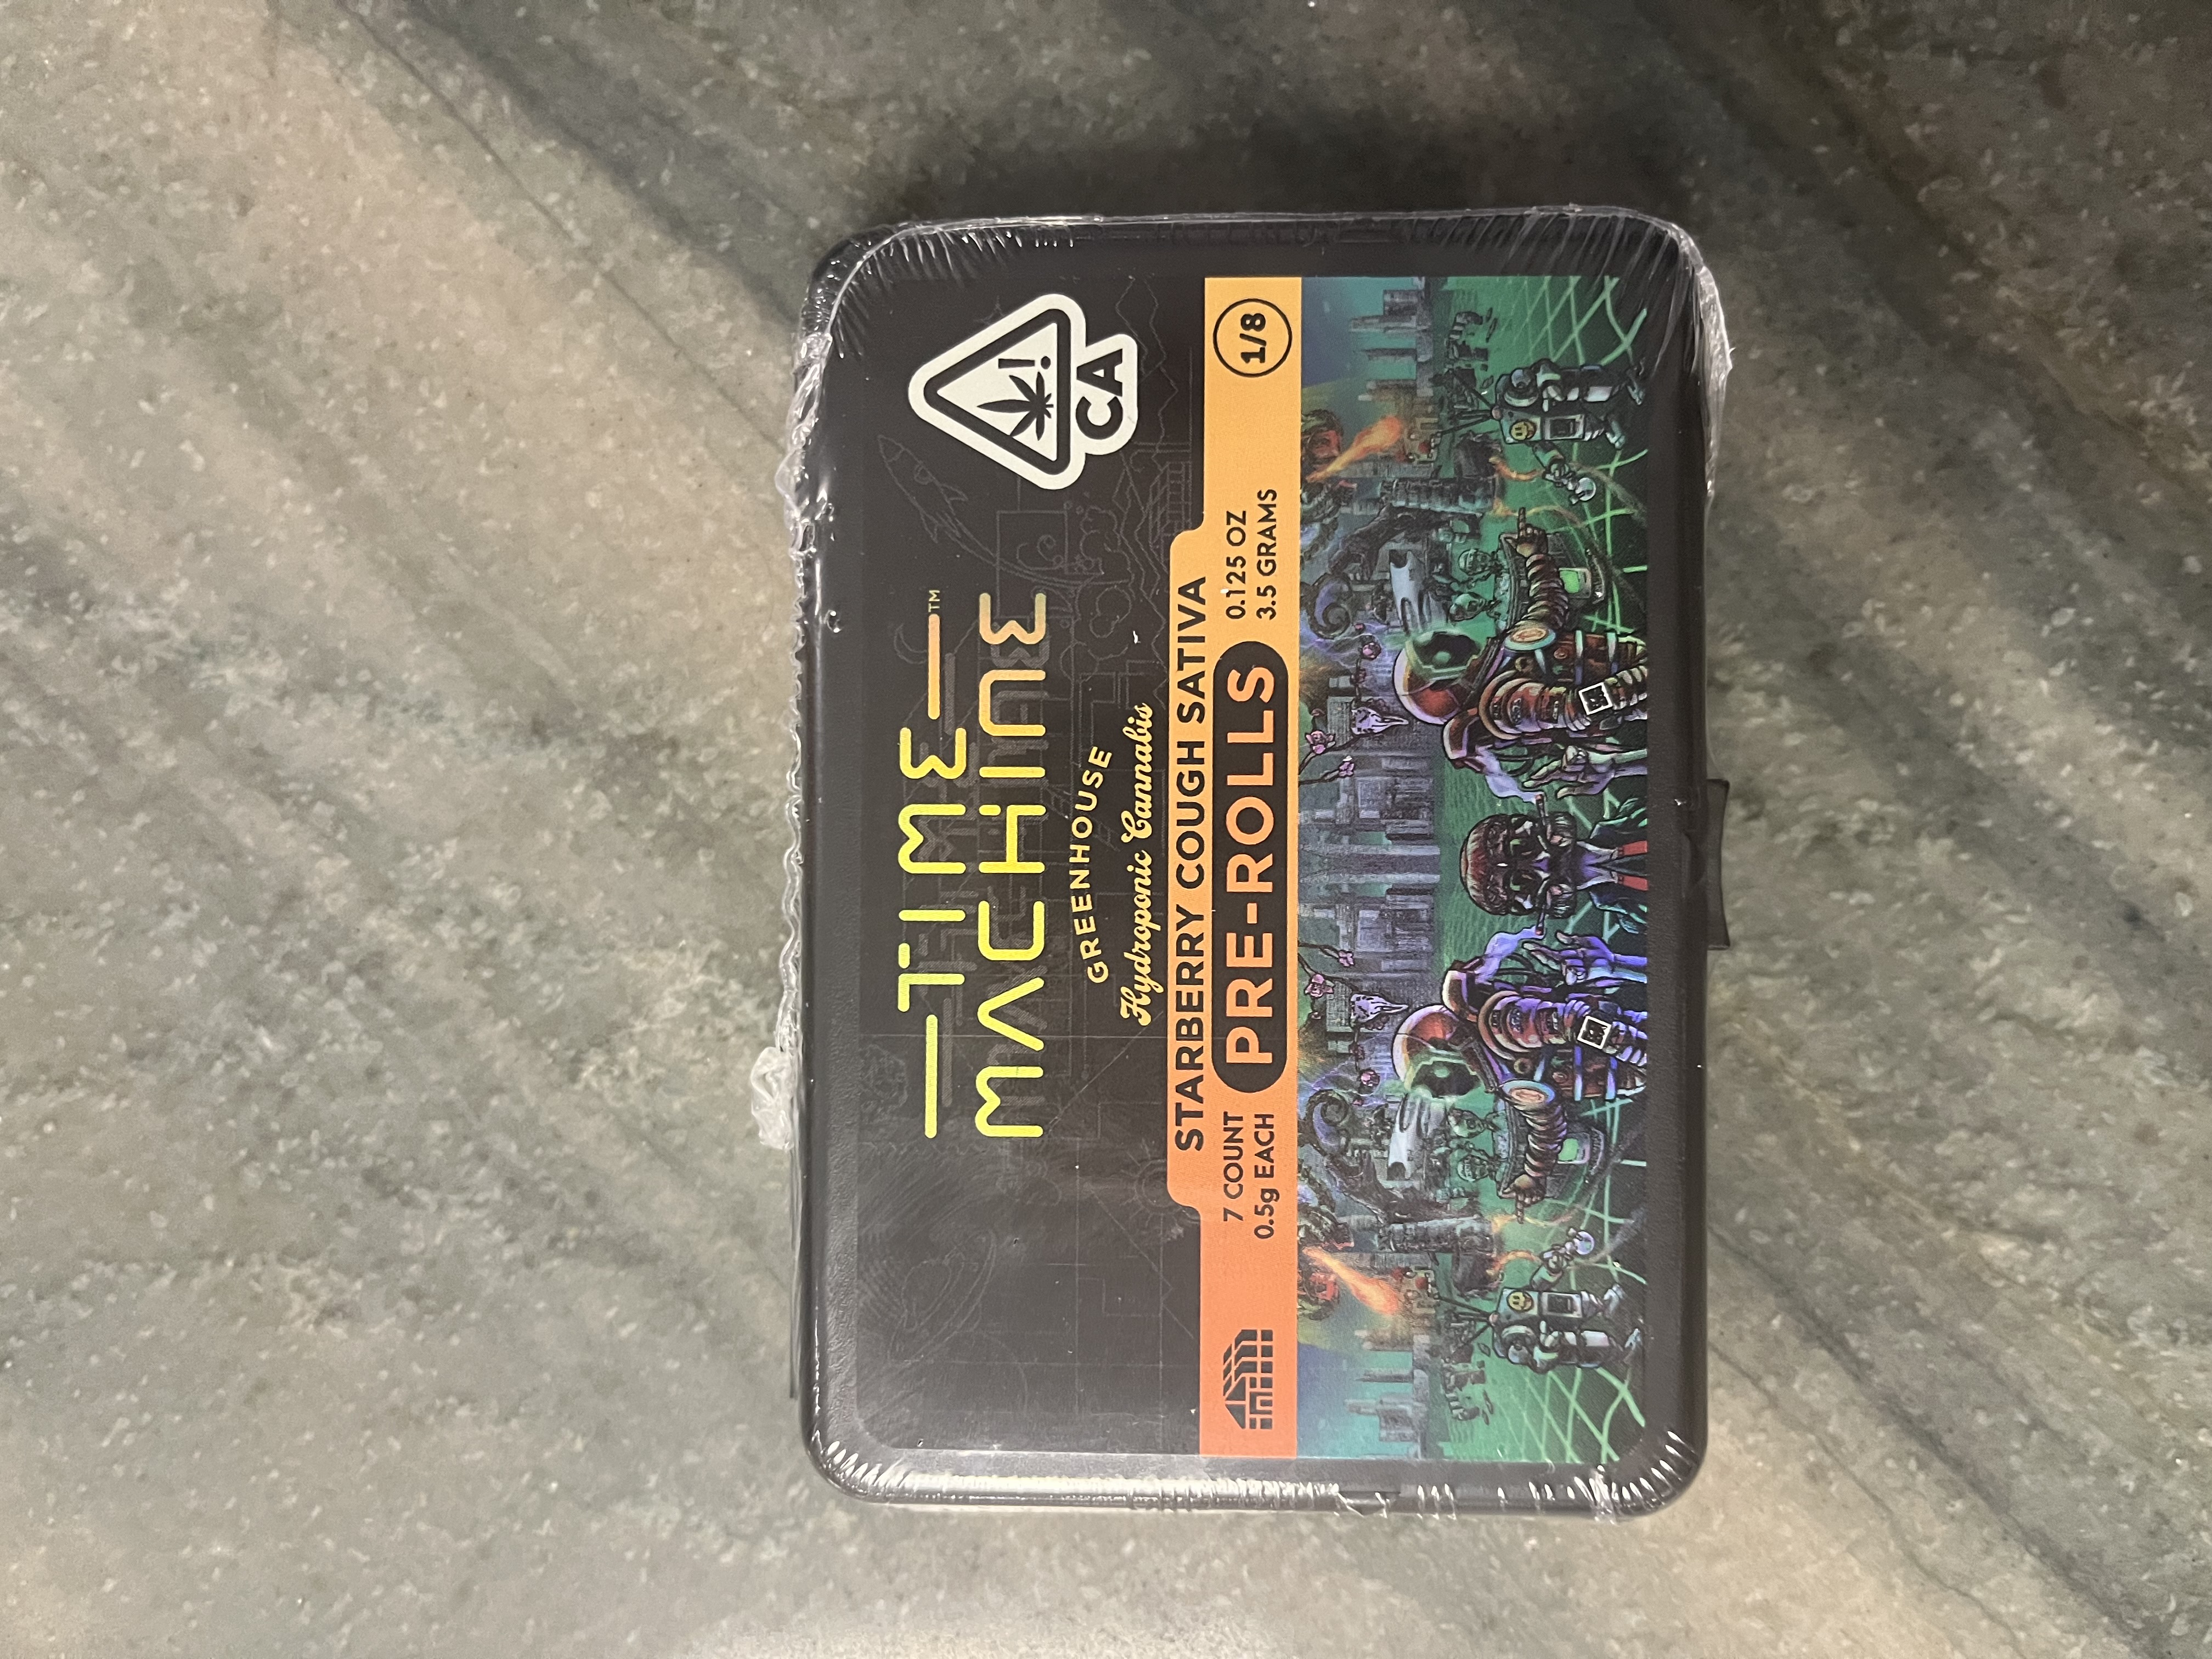 TIME™
MACHINE
GREENHOUSE
Hydroponic Cannabis
! CA
STARBERRY COUGH SATIVA
7 COUNT
0.5g EACH
PRE-ROLLS
0.125 OZ
3.5 GRAMS
1/8